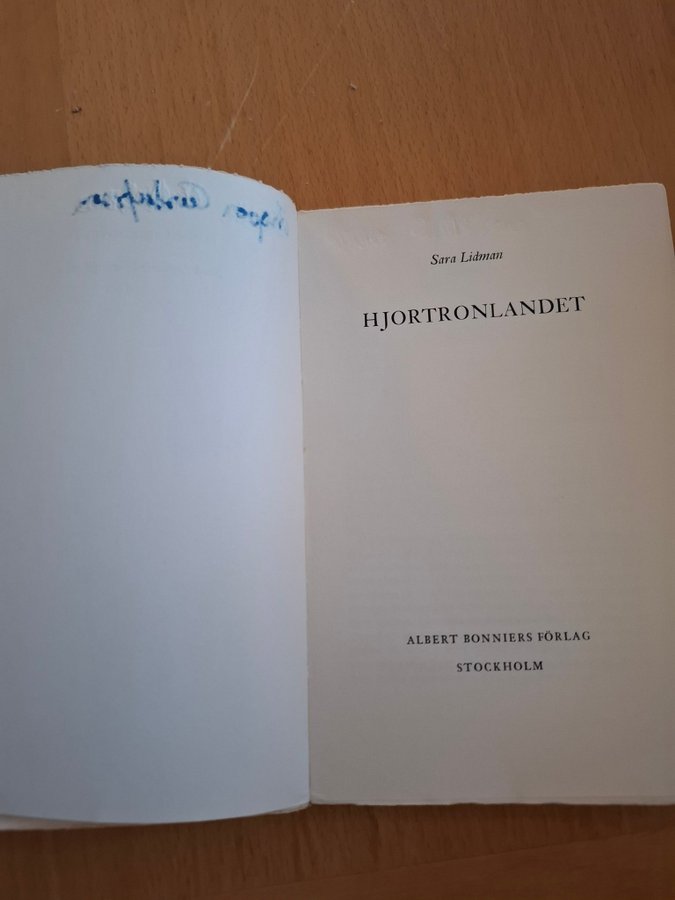 Sara Lidman
HJORTRONLANDET
ALBERT BONNIERS FÖRLAG
STOCKHOLM